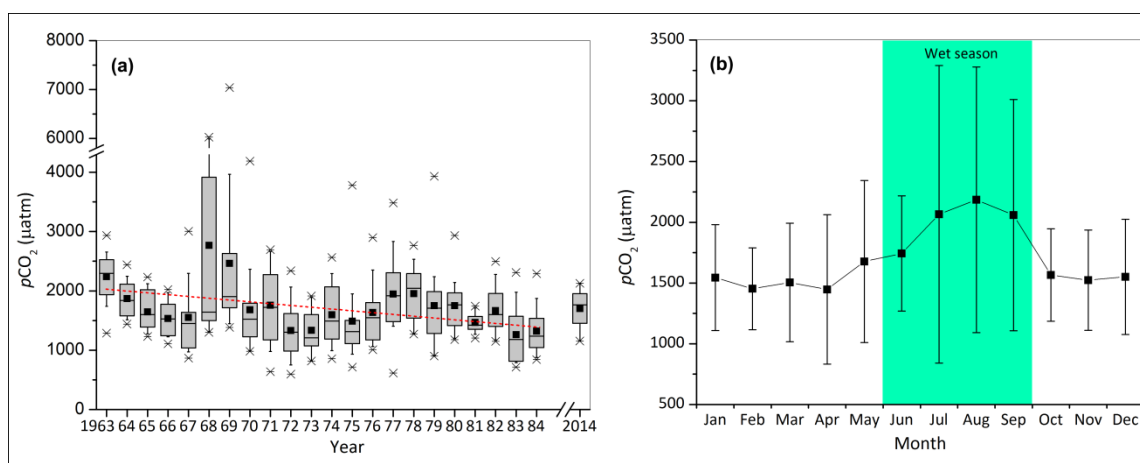 (a)
pCO2 (μatm)
8000
7000
6000
4000
3000
2000
1000
0
1963 64 65 66 67 68 69 70 71 72 73 74 75 76 77 78 79 80 81 82 83 84 2014
Year
(b)
Wet season
pCO2 (μatm)
3500
3000
2500
2000
1500
1000
500
Jan Feb Mar Apr May Jun Jul Aug Sep Oct Nov Dec
Month